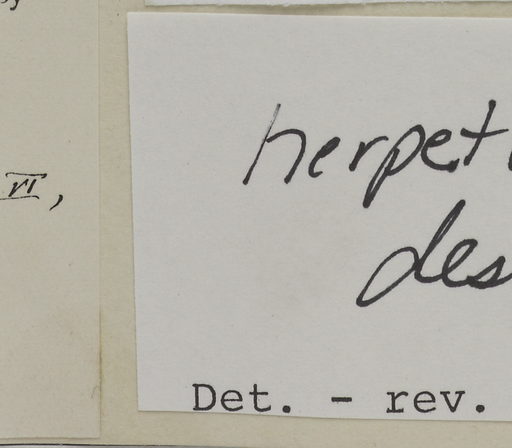 VI,
herpet
des
Det. - rev.